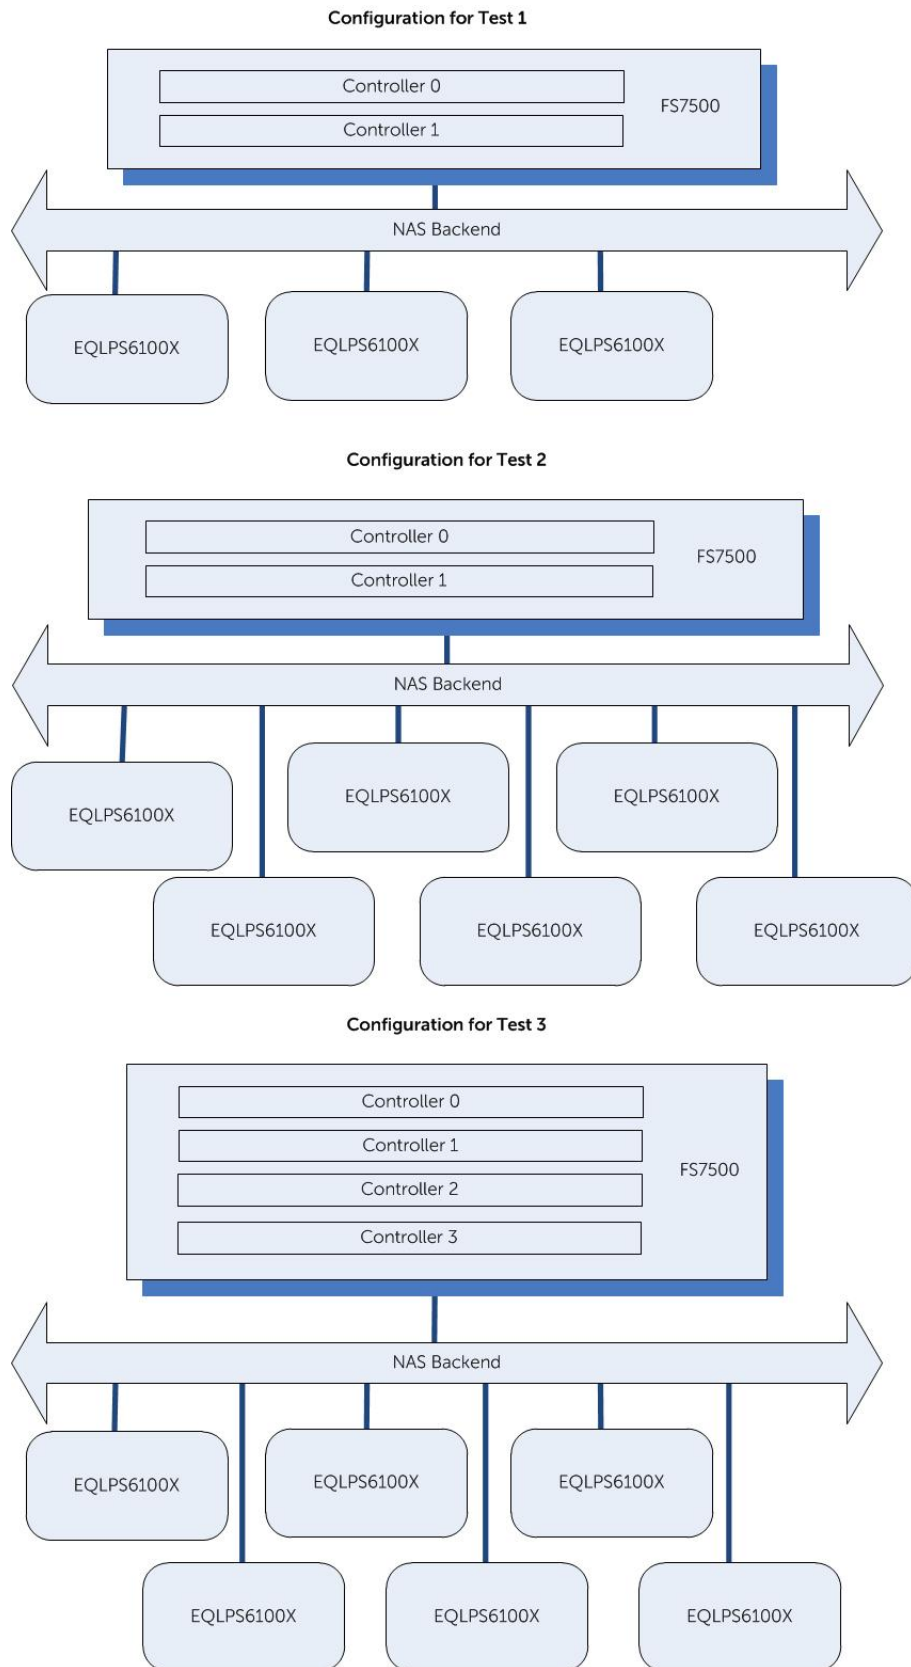 Configuration for Test 1
Controller 0
FS7500
Controller 1
NAS Backend
EQLPS6100X
EQLPS6100X
EQLPS6100X
Configuration for Test 2
Controller 0
FS7500
Controller 1
NAS Backend
EQLPS6100X
EQLPS6100X
EQLPS6100X
EQLPS6100X
EQLPS6100X
EQLPS6100X
Configuration for Test 3
Controller 0
Controller 1
FS7500
Controller 2
Controller 3
NAS Backend
EQLPS6100X
EQLPS6100X
EQLPS6100X
EQLPS6100X
EQLPS6100X
EQLPS6100X